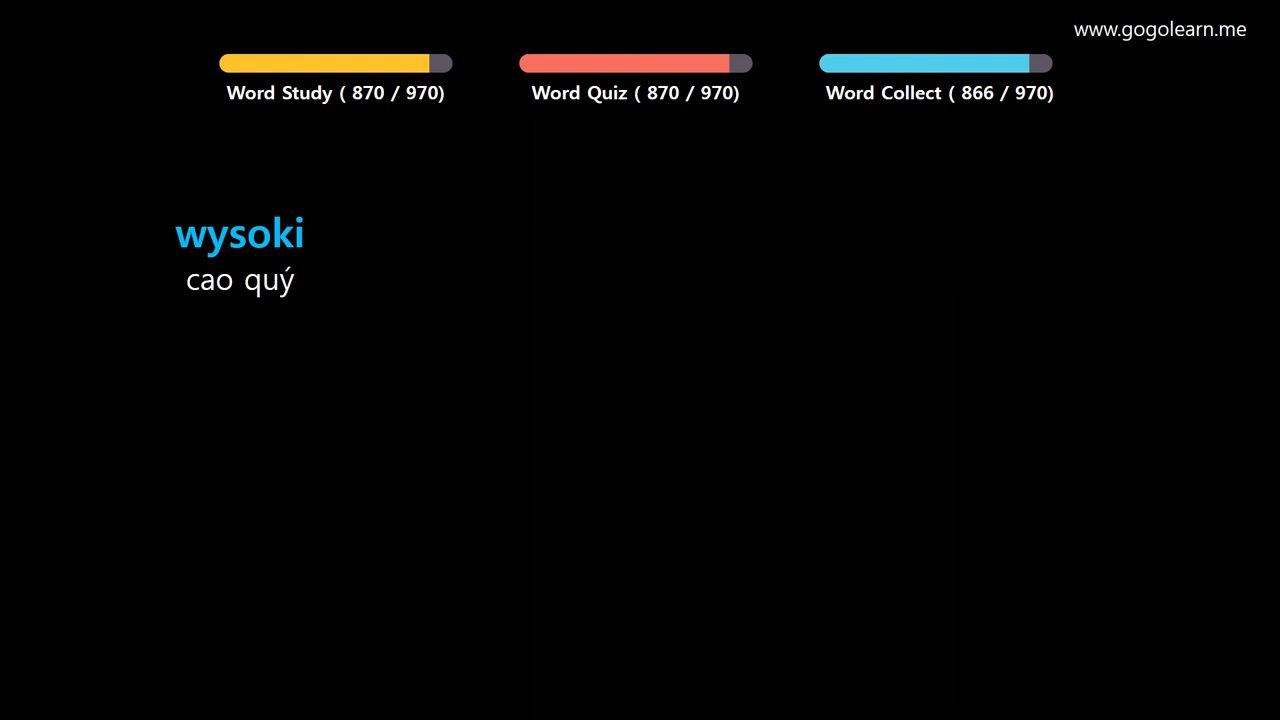 www.gogolearn.me
Word Study ( 870 / 970)
Word Quiz ( 870 / 970)
Word Collect ( 866 / 970)
wysoki
cao quý